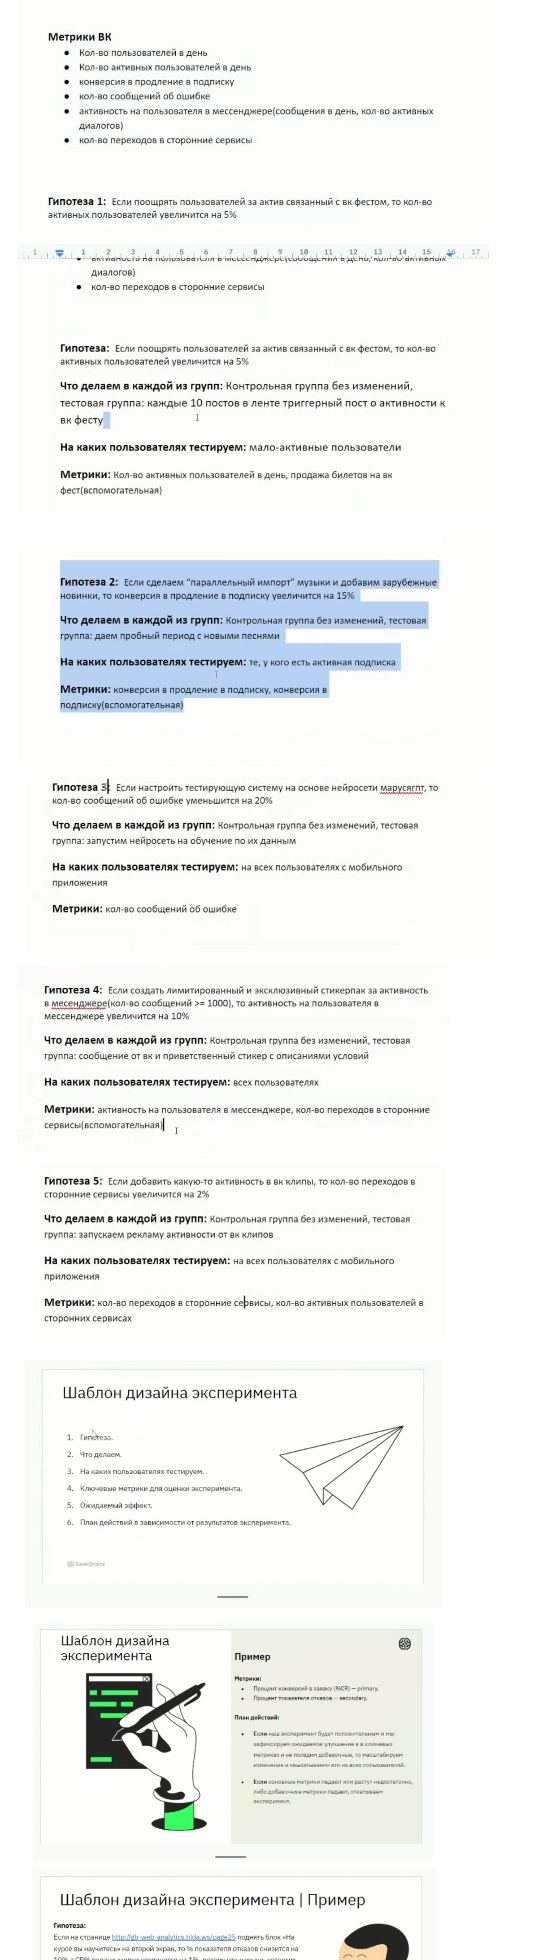 Метрики ВК
● Кол-во пользователей в день
● Кол-во активных пользователей в день
● конверсия в продление в подписку
● кол-во сообщений об ошибке
● активность на пользователя в мессенджере(сообщения в день, кол-во активных
диалогов)
● кол-во переходов в сторонние сервисы
Гипотеза 1: Если поощрять пользователей за актив связанный с вк фестом, то кол-во
активных пользователей увеличится на 5%
1 1 2 3 4 5 6 7 8 9 10 11 12 13 14 15 16 17
● активность на пользователя в мессенджере(сообщения в день, кол-во активных
диалогов)
● кол-во переходов в сторонние сервисы
Гипотеза: Если поощрять пользователей за актив связанный с вк фестом, то кол-во
активных пользователей увеличится на 5%
Что делаем в каждой из групп: Контрольная группа без изменений,
тестовая группа: каждые 10 постов в ленте триггерный пост о активности к
вк фесту
На каких пользователях тестируем: мало-активные пользователи
Метрики: Кол-во активных пользователей в день, продажа билетов на вк
фест(вспомогательная)
Гипотеза 2: Если сделаем “параллельный импорт” музыки и добавим зарубежные
новинки, то конверсия в продление в подписку увеличится на 15%
Что делаем в каждой из групп: Контрольная группа без изменений, тестовая
группа: даем пробный период с новыми песнями
На каких пользователях тестируем: те, у кого есть активная подписка
Метрики: конверсия в продление в подписку, конверсия в
подписку(вспомогательная)
Гипотеза 3: Если настроить тестирующую систему на основе нейросети марусягпт, то
кол-во сообщений об ошибке уменьшится на 20%
Что делаем в каждой из групп: Контрольная группа без изменений, тестовая
группа: запустим нейросеть на обучение по их данным
На каких пользователях тестируем: на всех пользователях с мобильного
приложения
Метрики: кол-во сообщений об ошибке
Гипотеза 4: Если создать лимитированный и эксклюзивный стикерпак за активность
в месенджере(кол-во сообщений >= 1000), то активность на пользователя в
мессенджере увеличится на 10%
Что делаем в каждой из групп: Контрольная группа без изменений, тестовая
группа: сообщение от вк и приветственный стикер с описаниями условий
На каких пользователях тестируем: всех пользователях
Метрики: активность на пользователя в мессенджере, кол-во переходов в сторонние
сервисы(вспомогательная)
Гипотеза 5: Если добавить какую-то активность в вк клипы, то кол-во переходов в
сторонние сервисы увеличится на 2%
Что делаем в каждой из групп: Контрольная группа без изменений, тестовая
группа: запускаем рекламу активности от вк клипов
На каких пользователях тестируем: на всех пользователях с мобильного
приложения
Метрики: кол-во переходов в сторонние сервисы, кол-во активных пользователей в
сторонних сервисах
Шаблон дизайна эксперимента
1. Гипотеза.
2. Что делаем.
3. На каких пользователях тестируем.
4. Ключевые метрики для оценки эксперимента.
5. Ожидаемый эффект.
6. План действий в зависимости от результатов эксперимента.
GeekBrains
Шаблон дизайна
эксперимента
Пример
Метрики:
• Процент конверсий в заявку (%CR) — primary.
• Процент показателя отказов — secondary.
План действий:
• Если наш эксперимент будет положительным и мы
зафиксируем ожидаемое улучшение в в ключевых
метриках и не посадим добавочные, то масштабируем
изменения и «выкатываем» его на всех пользователей.
• Если основные метрики падают или растут недостаточно,
либо добавочные метрики падают, откатываем
эксперимент.
Шаблон дизайна эксперимента | Пример
Гипотеза:
Если на странице http://gb-web-analytics.tilda.ws/page25 поднять блок «На
курсе вы научитесь» на второй экран, то % показателя отказов снизится на